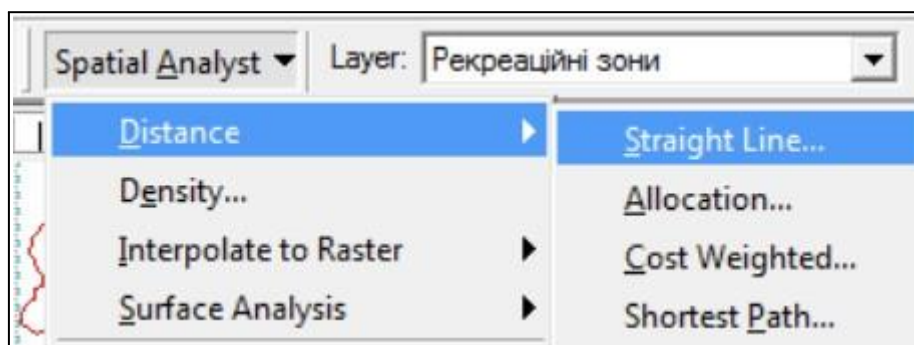 Spatial Analyst Layer: Рекреаційні зони
Distance
Density...
Interpolate to Raster
Surface Analysis
Straight Line...
Allocation...
Cost Weighted...
Shortest Path...